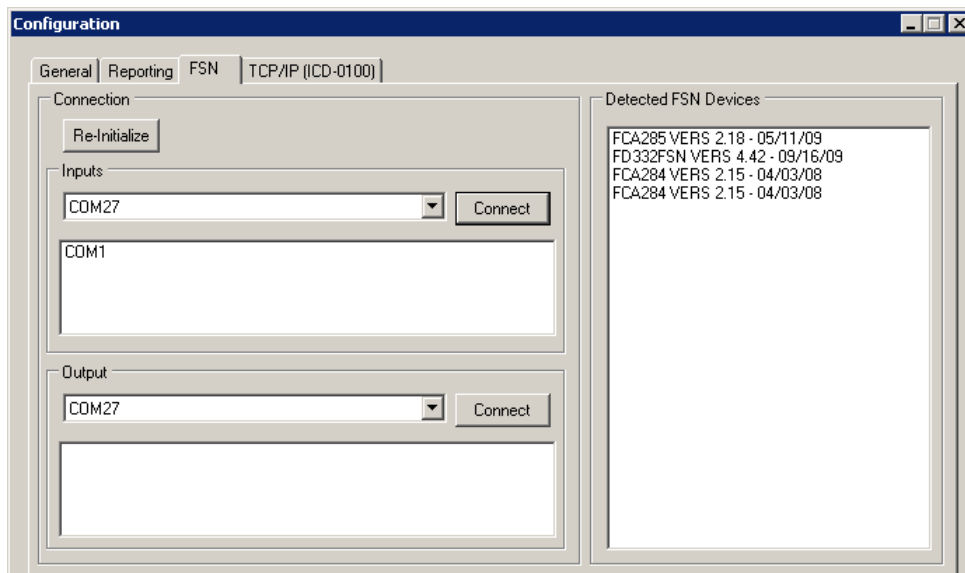 Configuration
General Reporting FSN TCP/IP (ICD-0100)
Connection
Re-Initialize
Inputs
COM27 Connect
COM1
Output
COM27 Connect
Detected FSN Devices
FCA285 VERS 2.18 - 05/11/09
FD332FSN VERS 4.42 - 09/16/09
FCA284 VERS 2.15 - 04/03/08
FCA284 VERS 2.15 - 04/03/08